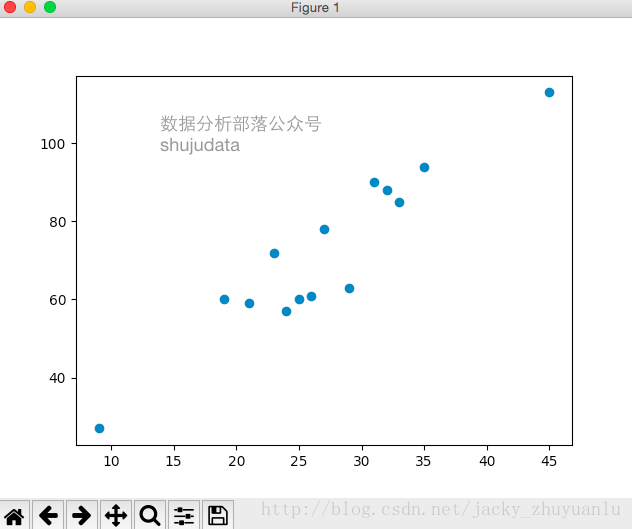 Figure 1
数据分析部落公众号
shujudata
100
80
60
40
10 15 20 25 30 35 40 45
http://blog.csdn.net/jacky_zhuyuanlu